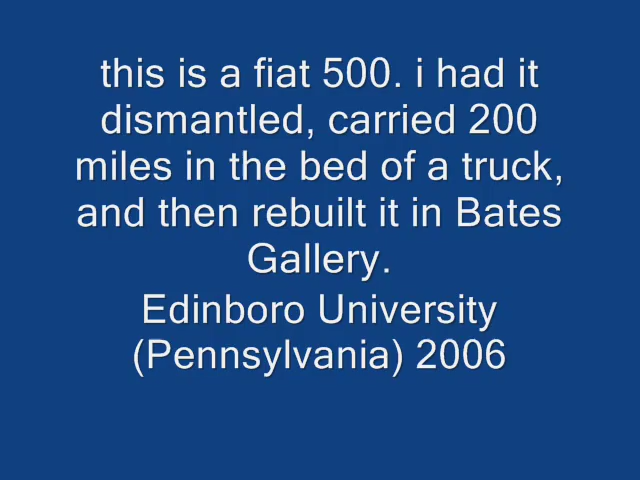 this is a fiat 500. i had it
dismantled, carried 200
miles in the bed of a truck,
and then rebuilt it in Bates
Gallery.
Edinboro University
(Pennsylvania) 2006